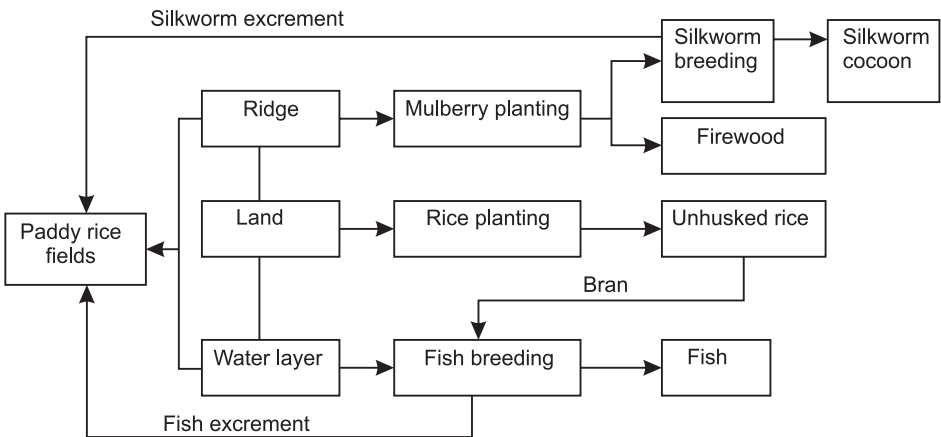 Silkworm excrement
Silkworm
breeding
Silkworm
cocoon
Ridge
Mulberry planting
Firewood
Paddy rice
fields
Land
Rice planting
Unhusked rice
Bran
Water layer
Fish breeding
Fish
Fish excrement